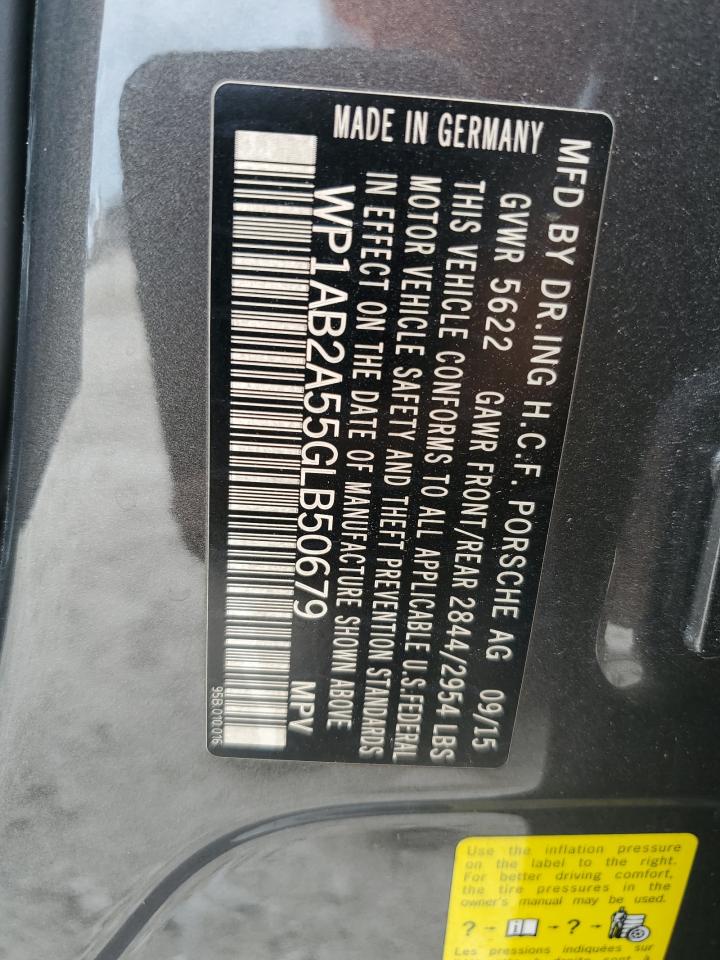 MFD BY DR.ING H.C.F. PORSCHE AG 09/15
GVWR 5622 GAWR FRONT/REAR 2844/2954 LBS
THIS VEHICLE CONFORMS TO ALL APPLICABLE U.S.FEDERAL
MOTOR VEHICLE SAFETY AND THEFT PREVENTION STANDARDS
IN EFFECT ON THE DATE OF MANUFACTURE SHOWN ABOVE
WP1AB2A55GLB50679 MPV
MADE IN GERMANY
95B.010.016
Use the inflation pressure
on the label to the right.
For better driving comfort,
the tire pressures in the
owner's manual may be used.
? - i - ? -
Les pressions indiquées sur